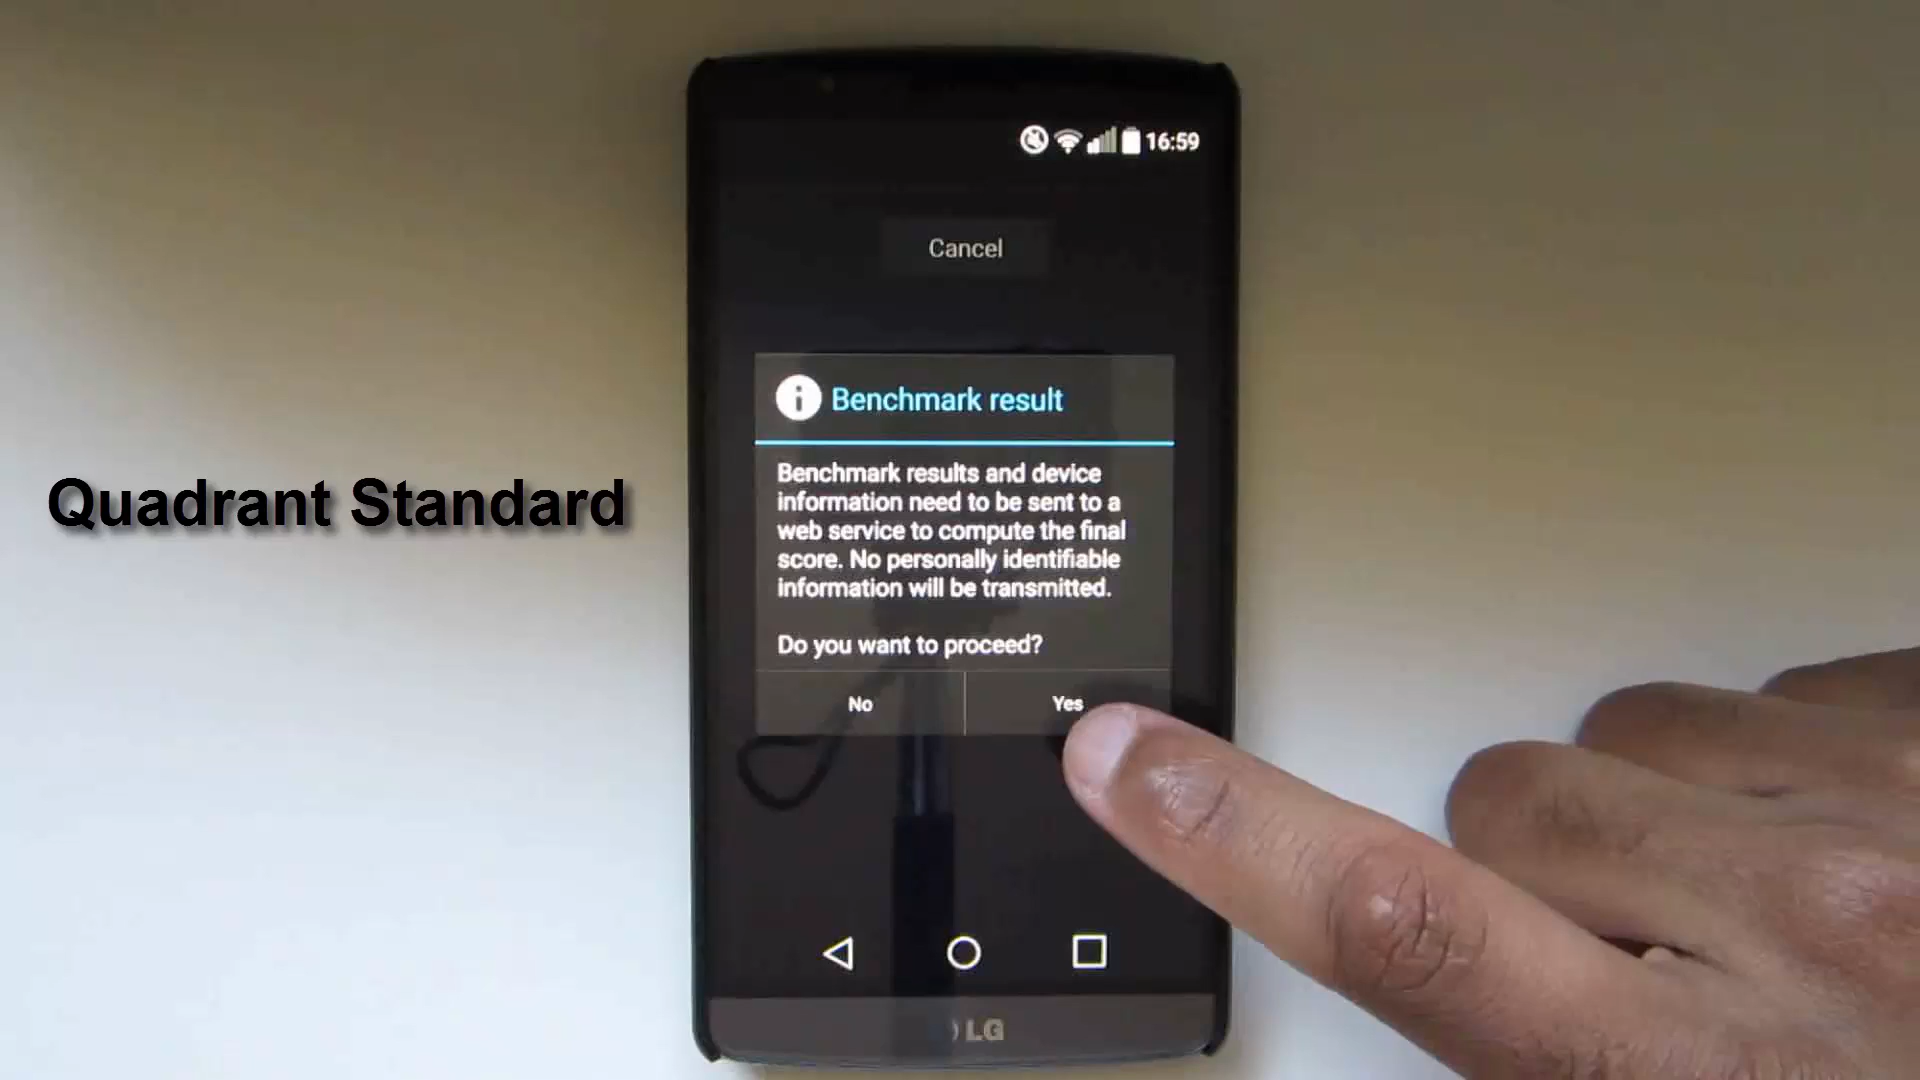 16:59
Cancel
Benchmark result
Benchmark results and device
information need to be sent to a
web service to compute the final
score. No personally identifiable
information will be transmitted.
Do you want to proceed?
No Yes
Quadrant Standard
LG